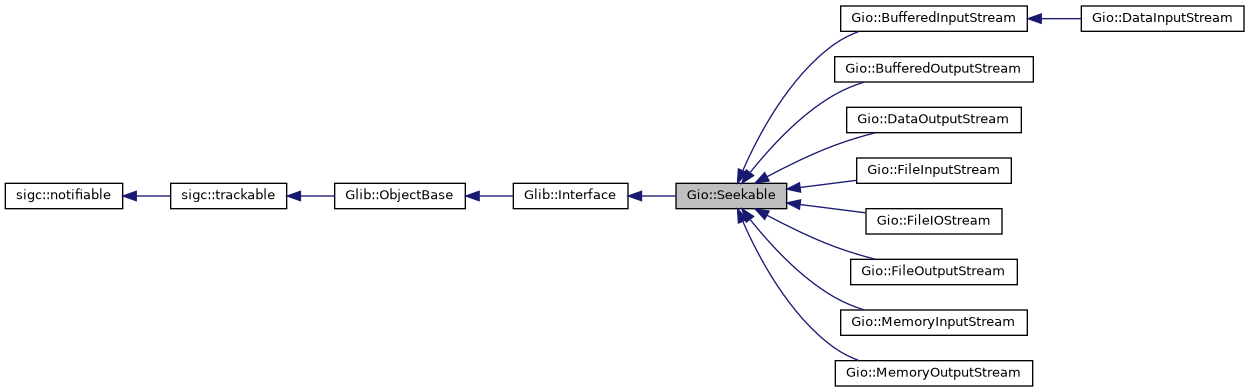 Gio::BufferedInputStream
Gio::DataInputStream
Gio::BufferedOutputStream
Gio::DataOutputStream
Gio::FileInputStream
sigc::notifiable
sigc::trackable
Glib::ObjectBase
Glib::Interface
Gio::Seekable
Gio::FileIOStream
Gio::FileOutputStream
Gio::MemoryInputStream
Gio::MemoryOutputStream